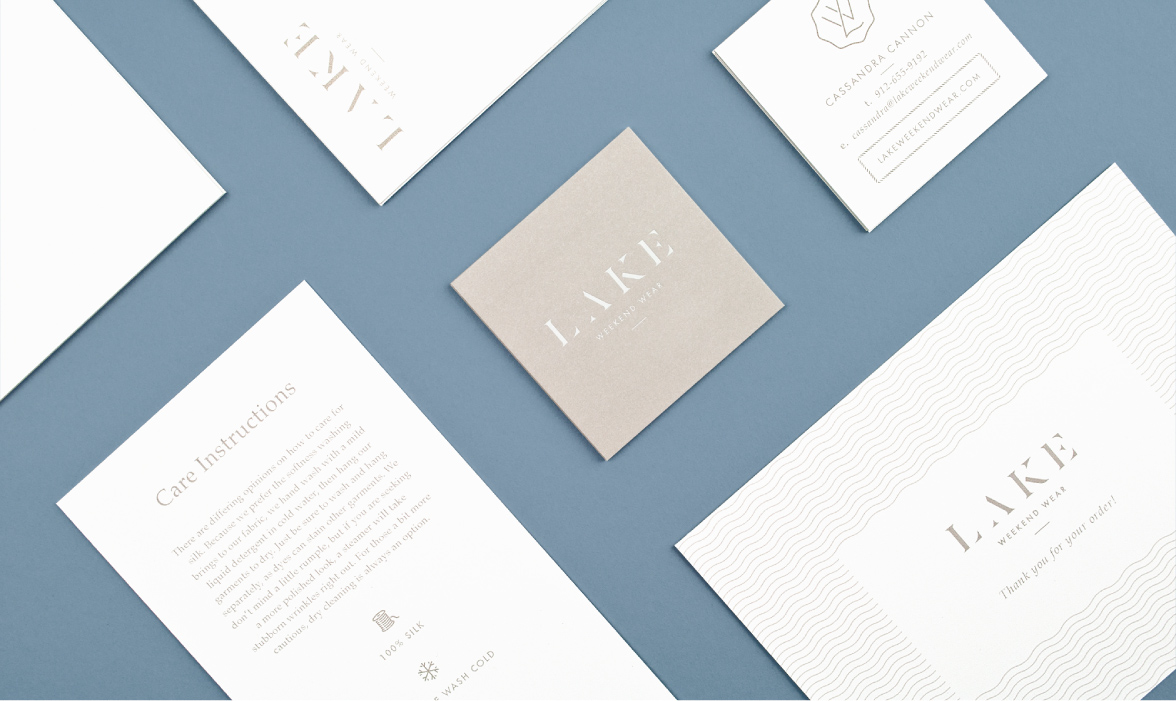 LAKE
WEEKEND WEAR
CASSANDRA CANNON
t. 912-655-9192
e. cassandra@lakeweekendwear.com
LAKEWEEKENDWEAR.COM
LAKE
WEEKEND WEAR
Care Instructions
There are differing opinions on how to care for
silk. Because we prefer the softness washing
brings to our fabric, we hand wash with a mild
liquid detergent in cold water, then hang our
garments to dry. Just be sure to wash and hang
separately, as dyes can stain other garments. We
don't mind a little rumple, but if you are seeking
a more polished look, a steamer will take
stubborn wrinkles right out. For those a bit more
cautious, dry cleaning is always an option.
100% SILK
WASH COLD
LAKE
WEEKEND WEAR
Thank you for your order!